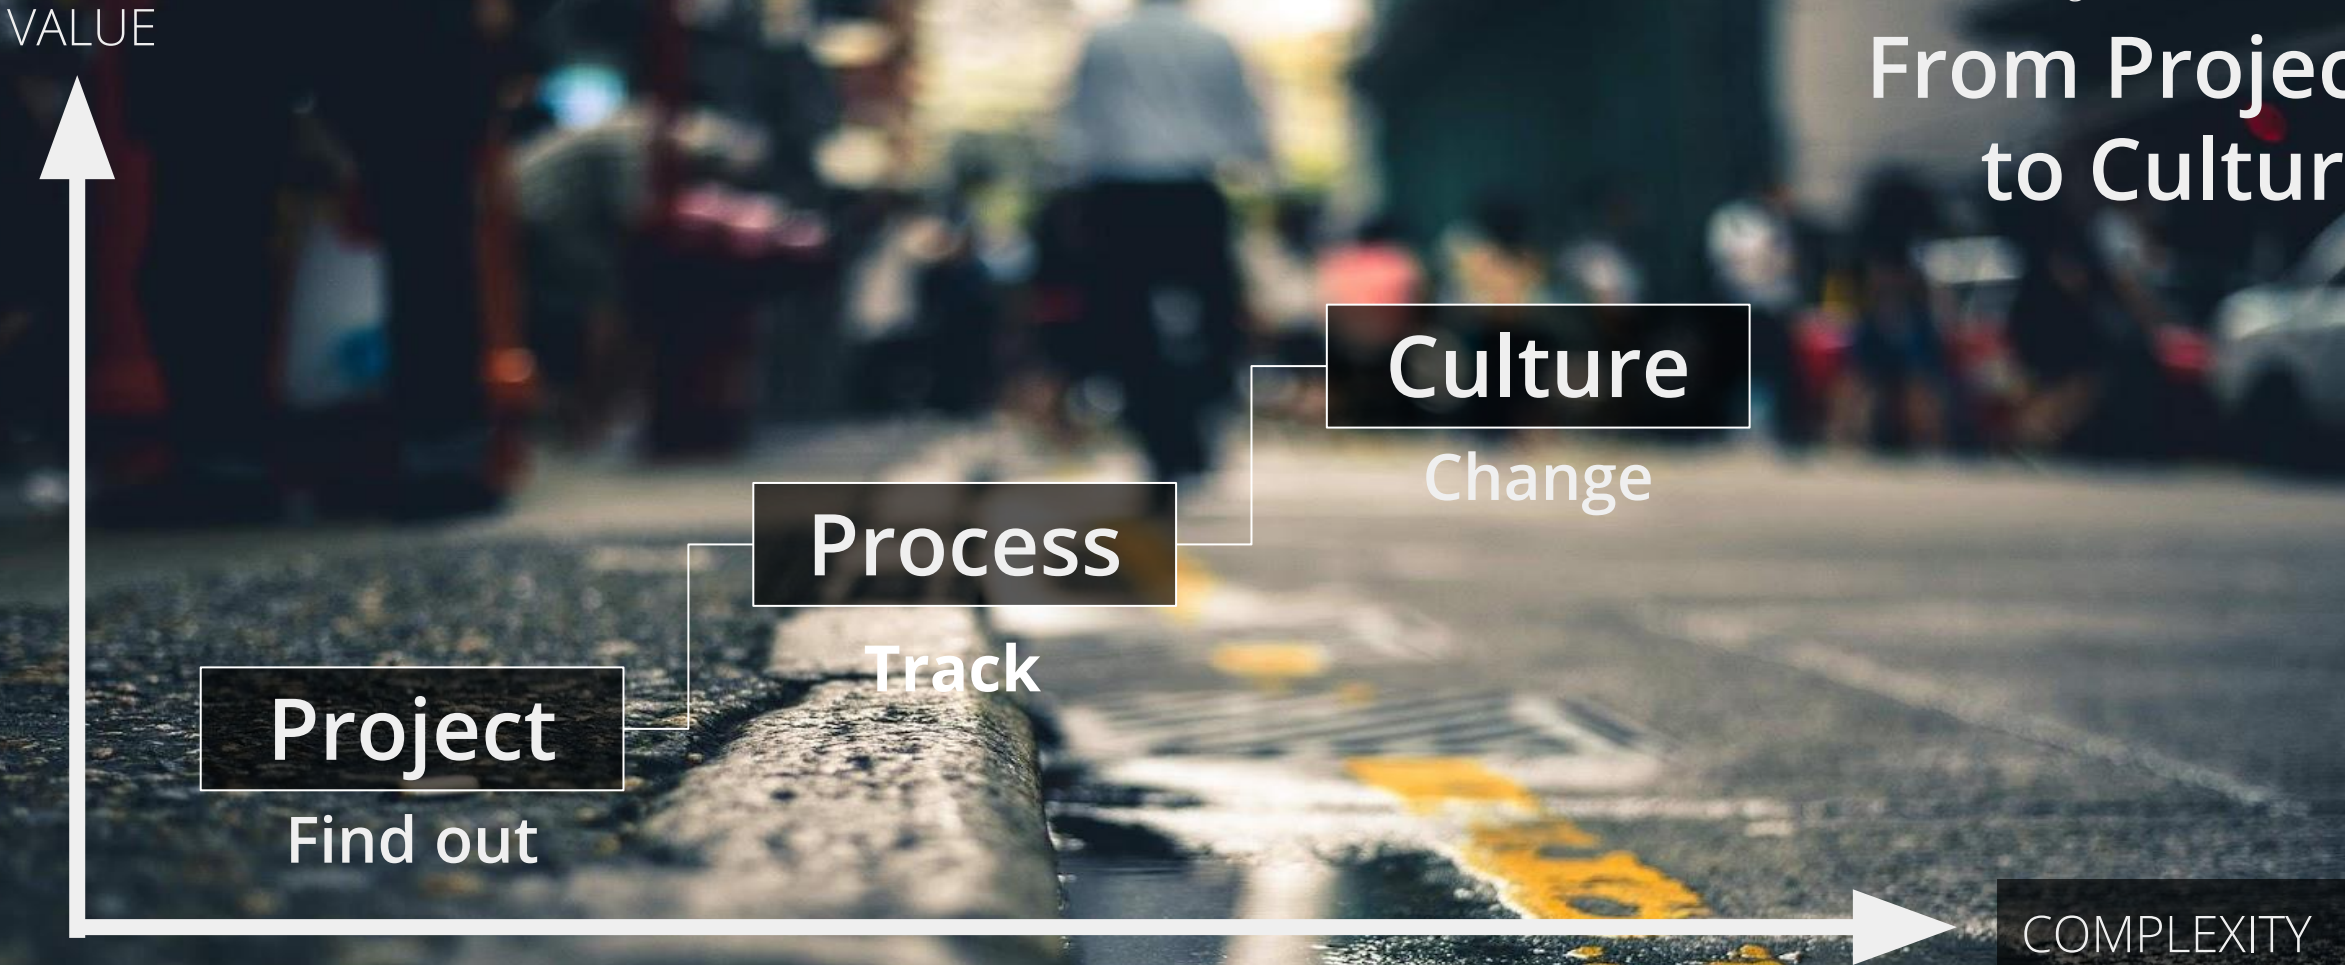 VALUE
From Projec
to Cultur
Culture
Change
Process
Track
Project
Find out
COMPLEXITY